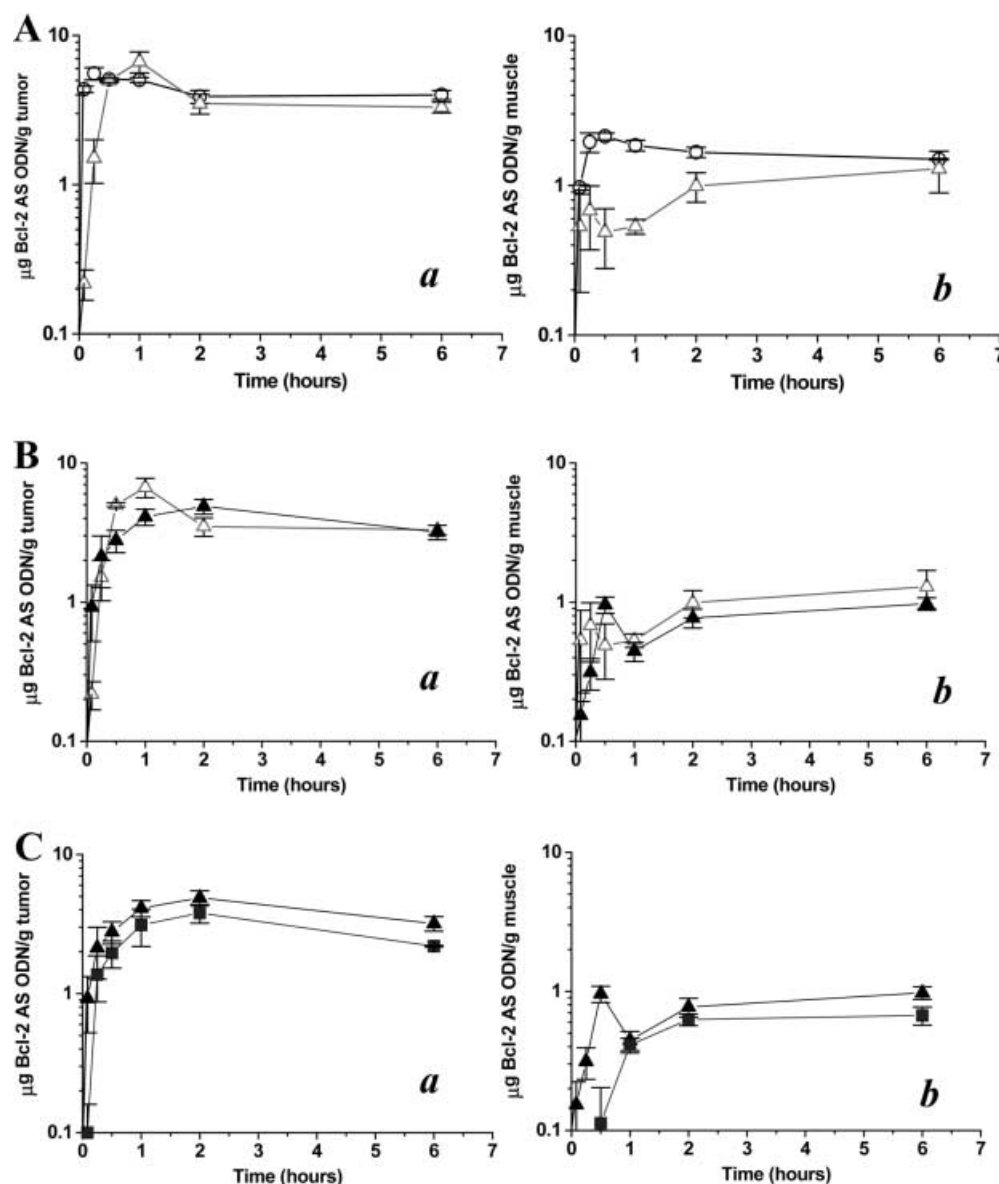 A
μg Bcl-2 AS ODN/g tumor
10
1
0.1
a
0 1 2 3 4 5 6 7
Time (hours)
μg Bcl-2 AS ODN/g muscle
10
1
0.1
b
0 1 2 3 4 5 6 7
Time (hours)
B
μg Bcl-2 AS ODN/g tumor
10
1
0.1
a
0 1 2 3 4 5 6 7
Time (hours)
μg Bcl-2 AS ODN/g muscle
10
1
0.1
b
0 1 2 3 4 5 6 7
Time (hours)
C
μg Bcl-2 AS ODN/g tumor
10
1
0.1
a
0 1 2 3 4 5 6 7
Time (hours)
μg Bcl-2 AS ODN/g muscle
10
1
0.1
b
0 1 2 3 4 5 6 7
Time (hours)